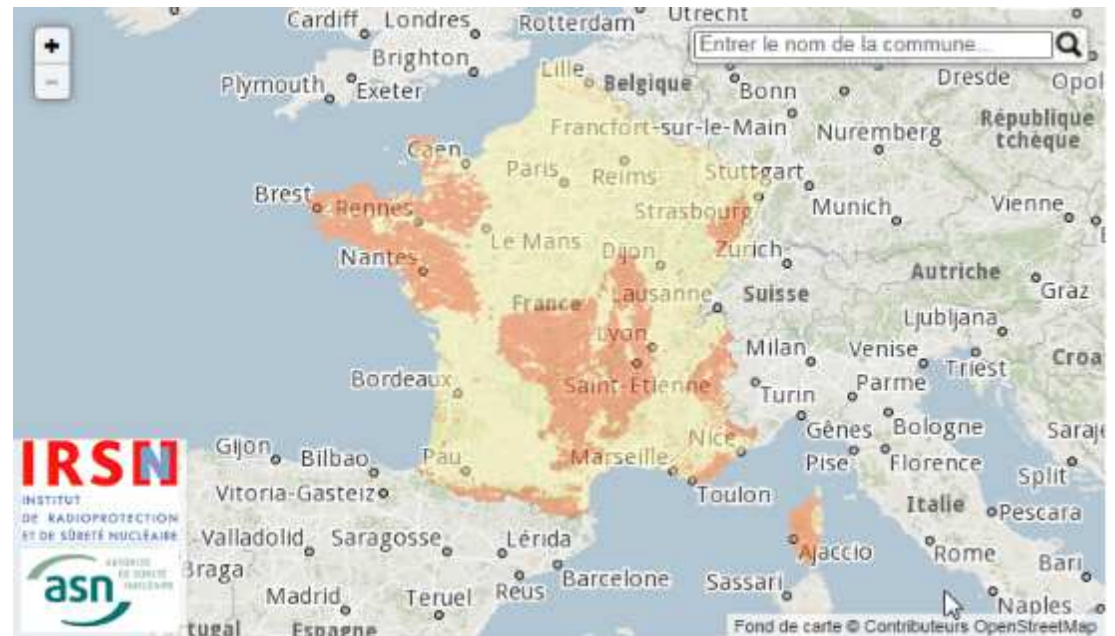 +
−
Entrer le nom de la commune...
Cardiff
Londres
Rotterdam
Utrecht
Brighton
Lille
Belgique
Bonn
Dresde
Opol
Plymouth
Exeter
Francfort-sur-le-Main
Nuremberg
République
tchèque
Caen
Paris
Reims
Stuttgart
Brest
Rennes
Strasbourg
Munich
Vienne
Le Mans
Nantes
Dijon
Zurich
Autriche
Graz
France
Lausanne
Suisse
Ljubljana
Lyon
Milan
Venise
Triest
Croa
Bordeaux
Saint-Etienne
Turin
Parme
Gênes
Bologne
Saraje
Nice
Gijon
Bilbao
Pau
Marseille
Pise
Florence
Split
Vitoria-Gasteiz
Toulon
Italie
Pescara
Valladolid
Saragosse
Lérida
Ajaccio
Rome
Bari
Braga
Reus
Barcelone
Sassari
Madrid
Teruel
Naples
tugal
Espagne
IRSN
INSTITUT
DE RADIOPROTECTION
ET DE SÛRETÉ NUCLÉAIRE
asn
AUTORITÉ
DE SÛRETÉ
NUCLÉAIRE
Fond de carte © Contributeurs OpenStreetMap